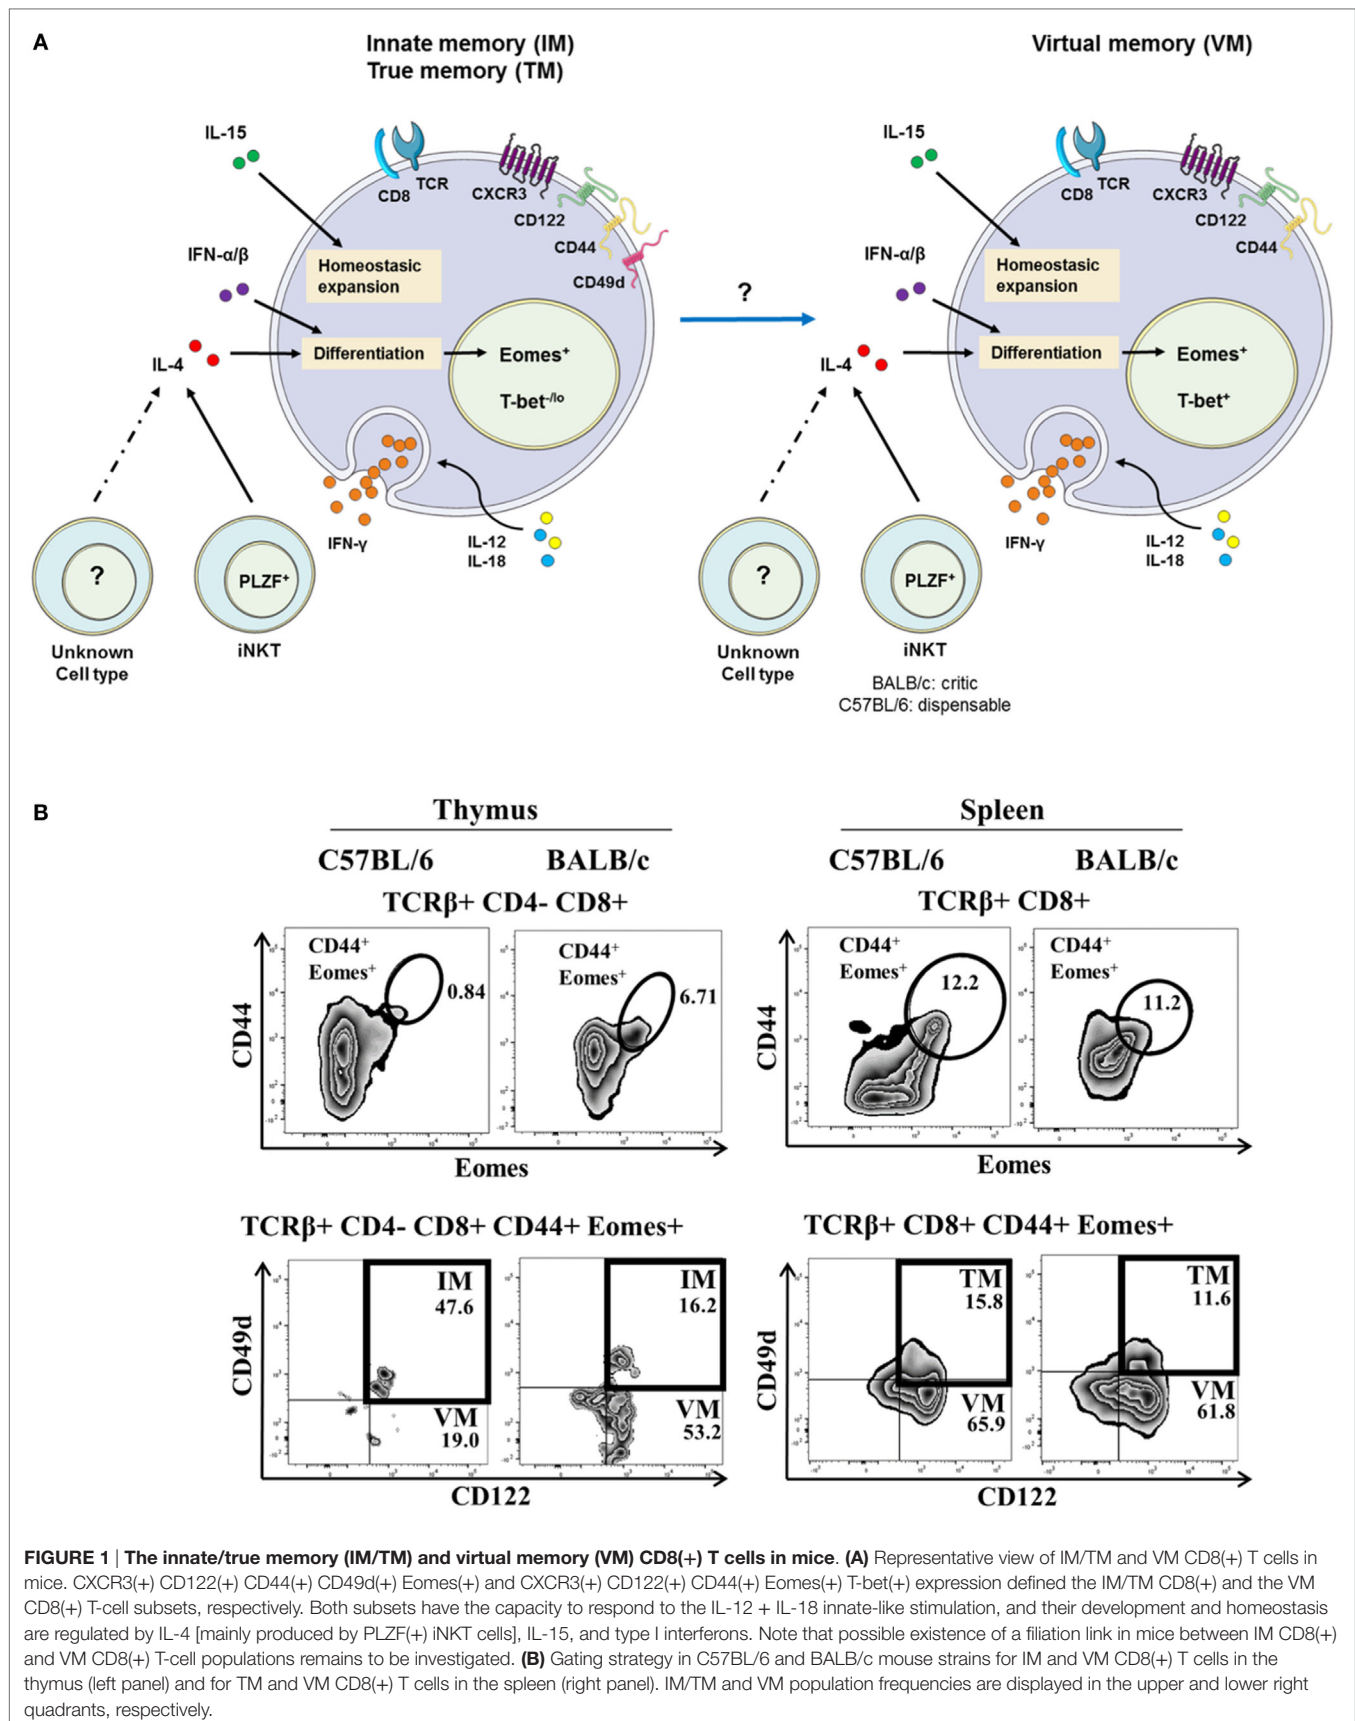 A
Innate memory (IM)
True memory (TM)
Virtual memory (VM)
IL-15
CD8
TCR
CXCR3
CD122
CD44
CD49d
IFN-α/β
Homeostasic
expansion
IL-4
Differentiation
Eomes⁺
T-bet⁻/lo
IFN-γ
IL-12
IL-18
?
Unknown
Cell type
PLZF⁺
iNKT
?
IL-15
CD8
TCR
CXCR3
CD122
CD44
IFN-α/β
Homeostasic
expansion
IL-4
Differentiation
Eomes⁺
T-bet⁺
IFN-γ
IL-12
IL-18
?
Unknown
Cell type
PLZF⁺
iNKT
BALB/c: critic
C57BL/6: dispensable
B
Thymus
Spleen
C57BL/6
BALB/c
C57BL/6
BALB/c
TCRβ+ CD4- CD8+
TCRβ+ CD8+
CD44⁺
Eomes⁺
0.84
CD44⁺
Eomes⁺
6.71
CD44⁺
Eomes⁺
12.2
CD44⁺
Eomes⁺
11.2
CD44
CD44
Eomes
Eomes
TCRβ+ CD4- CD8+ CD44+ Eomes+
TCRβ+ CD8+ CD44+ Eomes+
IM
47.6
VM
19.0
IM
16.2
VM
53.2
TM
15.8
VM
65.9
TM
11.6
VM
61.8
CD49d
CD49d
CD122
CD122
FIGURE 1 | The innate/true memory (IM/TM) and virtual memory (VM) CD8(+) T cells in mice. (A) Representative view of IM/TM and VM CD8(+) T cells in
mice. CXCR3(+) CD122(+) CD44(+) CD49d(+) Eomes(+) and CXCR3(+) CD122(+) CD44(+) Eomes(+) T-bet(+) expression defined the IM/TM CD8(+) and the VM
CD8(+) T-cell subsets, respectively. Both subsets have the capacity to respond to the IL-12 + IL-18 innate-like stimulation, and their development and homeostasis
are regulated by IL-4 [mainly produced by PLZF(+) iNKT cells], IL-15, and type I interferons. Note that possible existence of a filiation link in mice between IM CD8(+)
and VM CD8(+) T-cell populations remains to be investigated. (B) Gating strategy in C57BL/6 and BALB/c mouse strains for IM and VM CD8(+) T cells in the
thymus (left panel) and for TM and VM CD8(+) T cells in the spleen (right panel). IM/TM and VM population frequencies are displayed in the upper and lower right
quadrants, respectively.